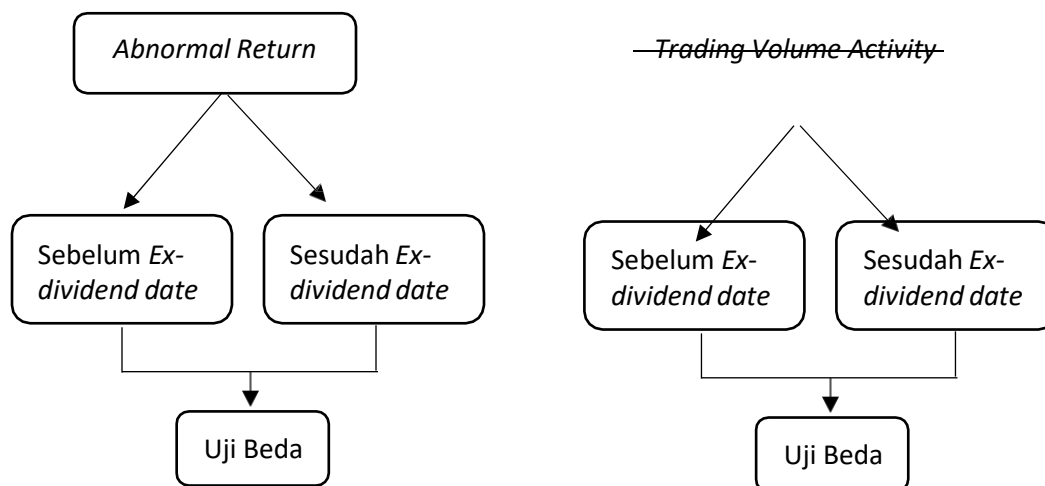 Abnormal Return
Trading Volume Activity
Sebelum Ex-
dividend date
Sesudah Ex-
dividend date
Sebelum Ex-
dividend date
Sesudah Ex-
dividend date
Uji Beda
Uji Beda